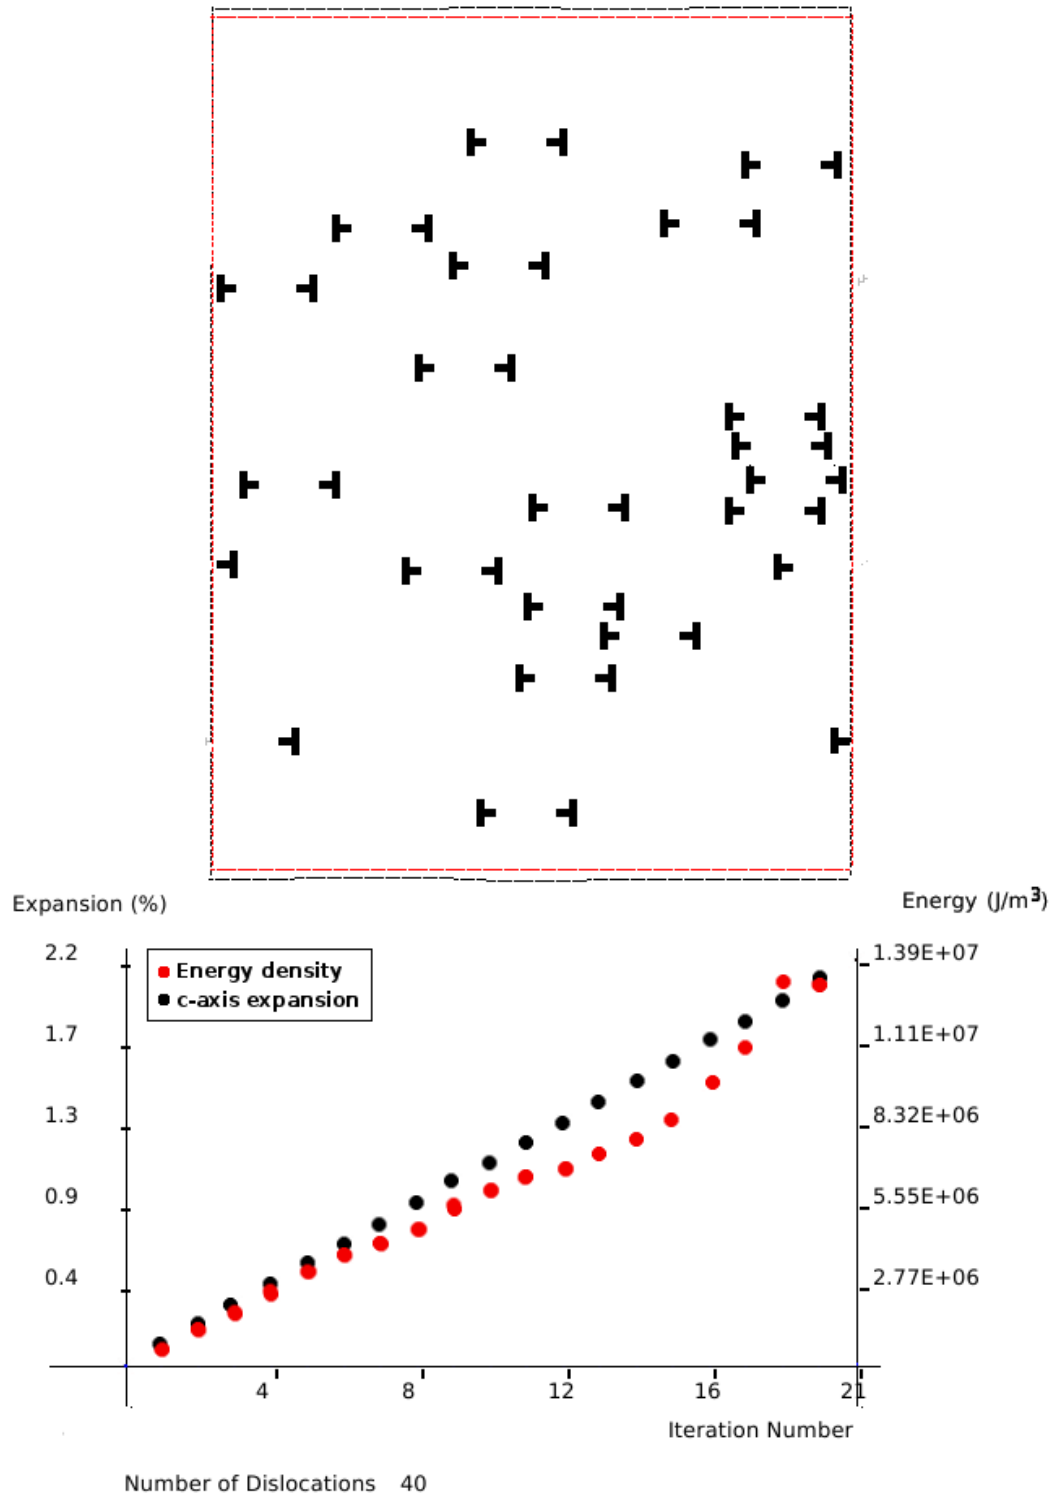 Expansion (%)
Energy (J/m³)
2.2
1.39E+07
Energy density
c-axis expansion
1.7
1.11E+07
1.3
8.32E+06
0.9
5.55E+06
0.4
2.77E+06
4 8 12 16 21
Iteration Number
Number of Dislocations 40